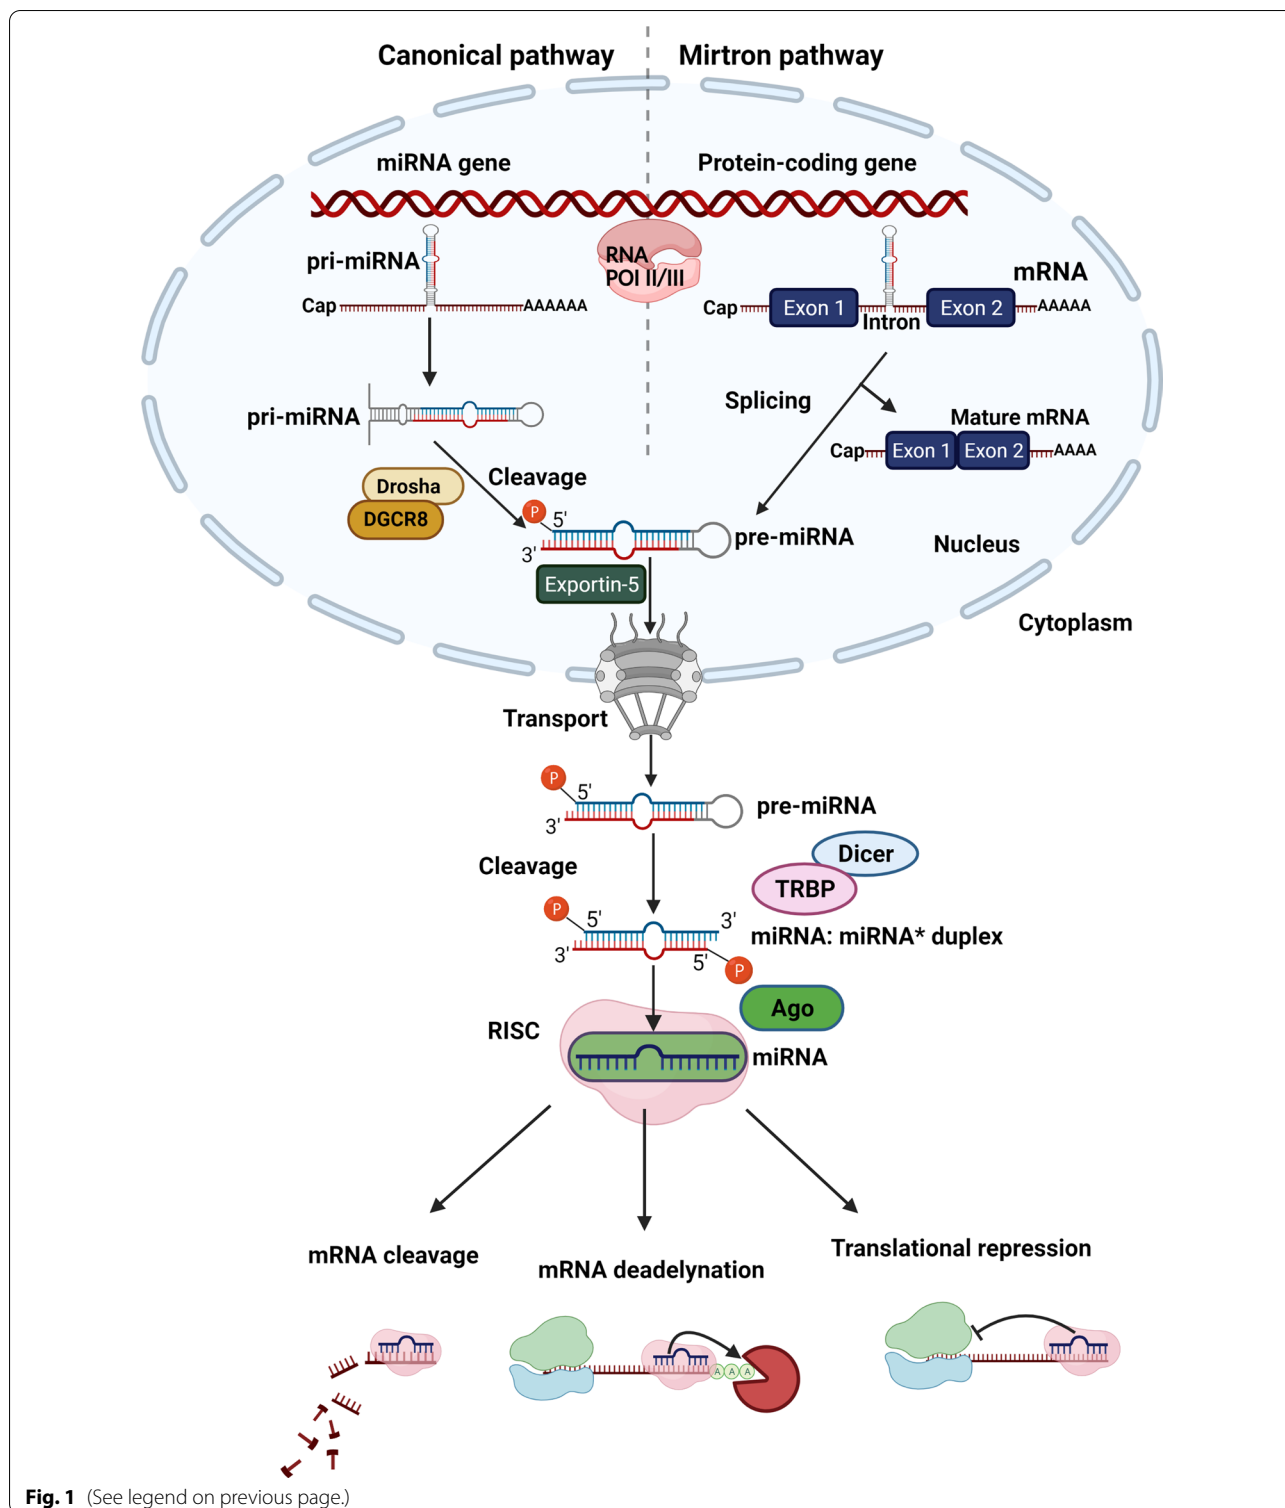 Canonical pathway
Mirtron pathway
miRNA gene
Protein-coding gene
pri-miRNA
RNA
POI II/III
mRNA
Cap
AAAAAA
Cap
Exon 1
Intron
Exon 2
AAAAA
pri-miRNA
Splicing
Mature mRNA
Cap
Exon 1
Exon 2
AAAA
Drosha
DGCR8
Cleavage
P
5'
3'
pre-miRNA
Nucleus
Exportin-5
Cytoplasm
Transport
P
5'
3'
pre-miRNA
Cleavage
Dicer
TRBP
P
5'
3'
3'
5'
P
miRNA: miRNA* duplex
Ago
RISC
miRNA
mRNA cleavage
mRNA deadelynation
Translational repression
A A A
Fig. 1 (See legend on previous page.)